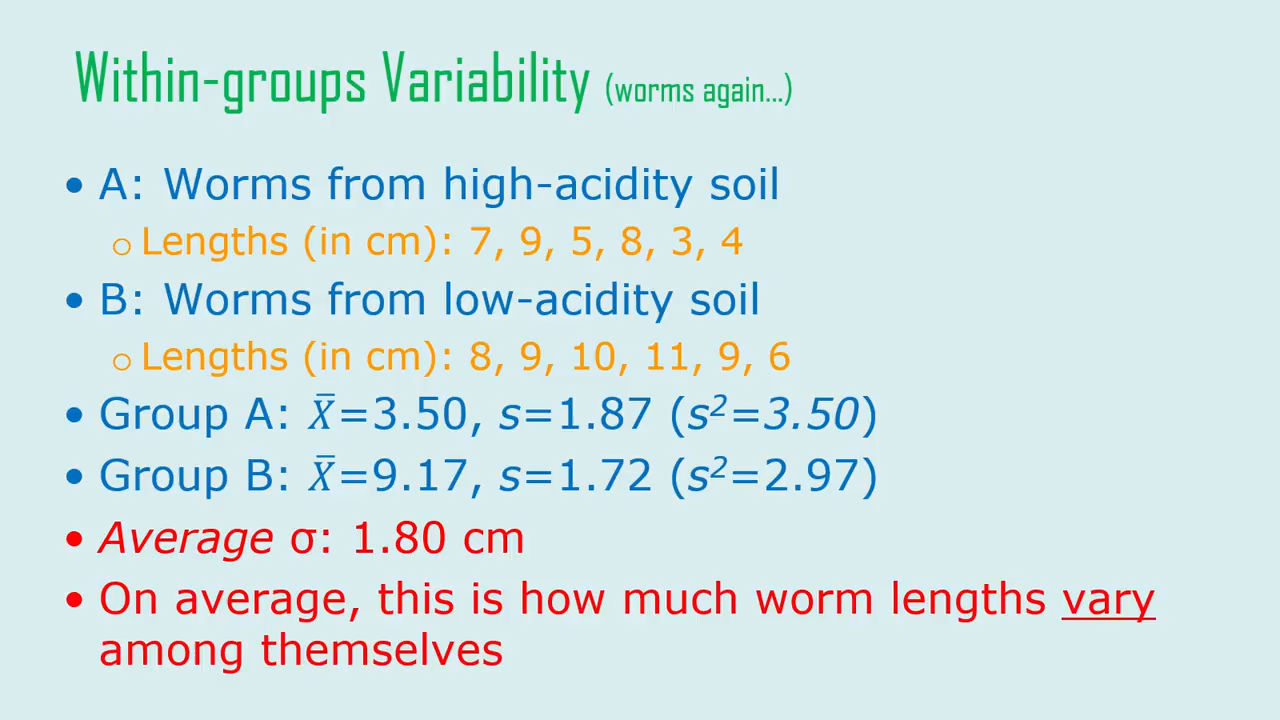 Within-groups Variability (worms again…)
• A: Worms from high-acidity soil
o Lengths (in cm): 7, 9, 5, 8, 3, 4
• B: Worms from low-acidity soil
o Lengths (in cm): 8, 9, 10, 11, 9, 6
• Group A: X̄=3.50, s=1.87 (s²=3.50)
• Group B: X̄=9.17, s=1.72 (s²=2.97)
• Average σ: 1.80 cm
• On average, this is how much worm lengths vary
among themselves